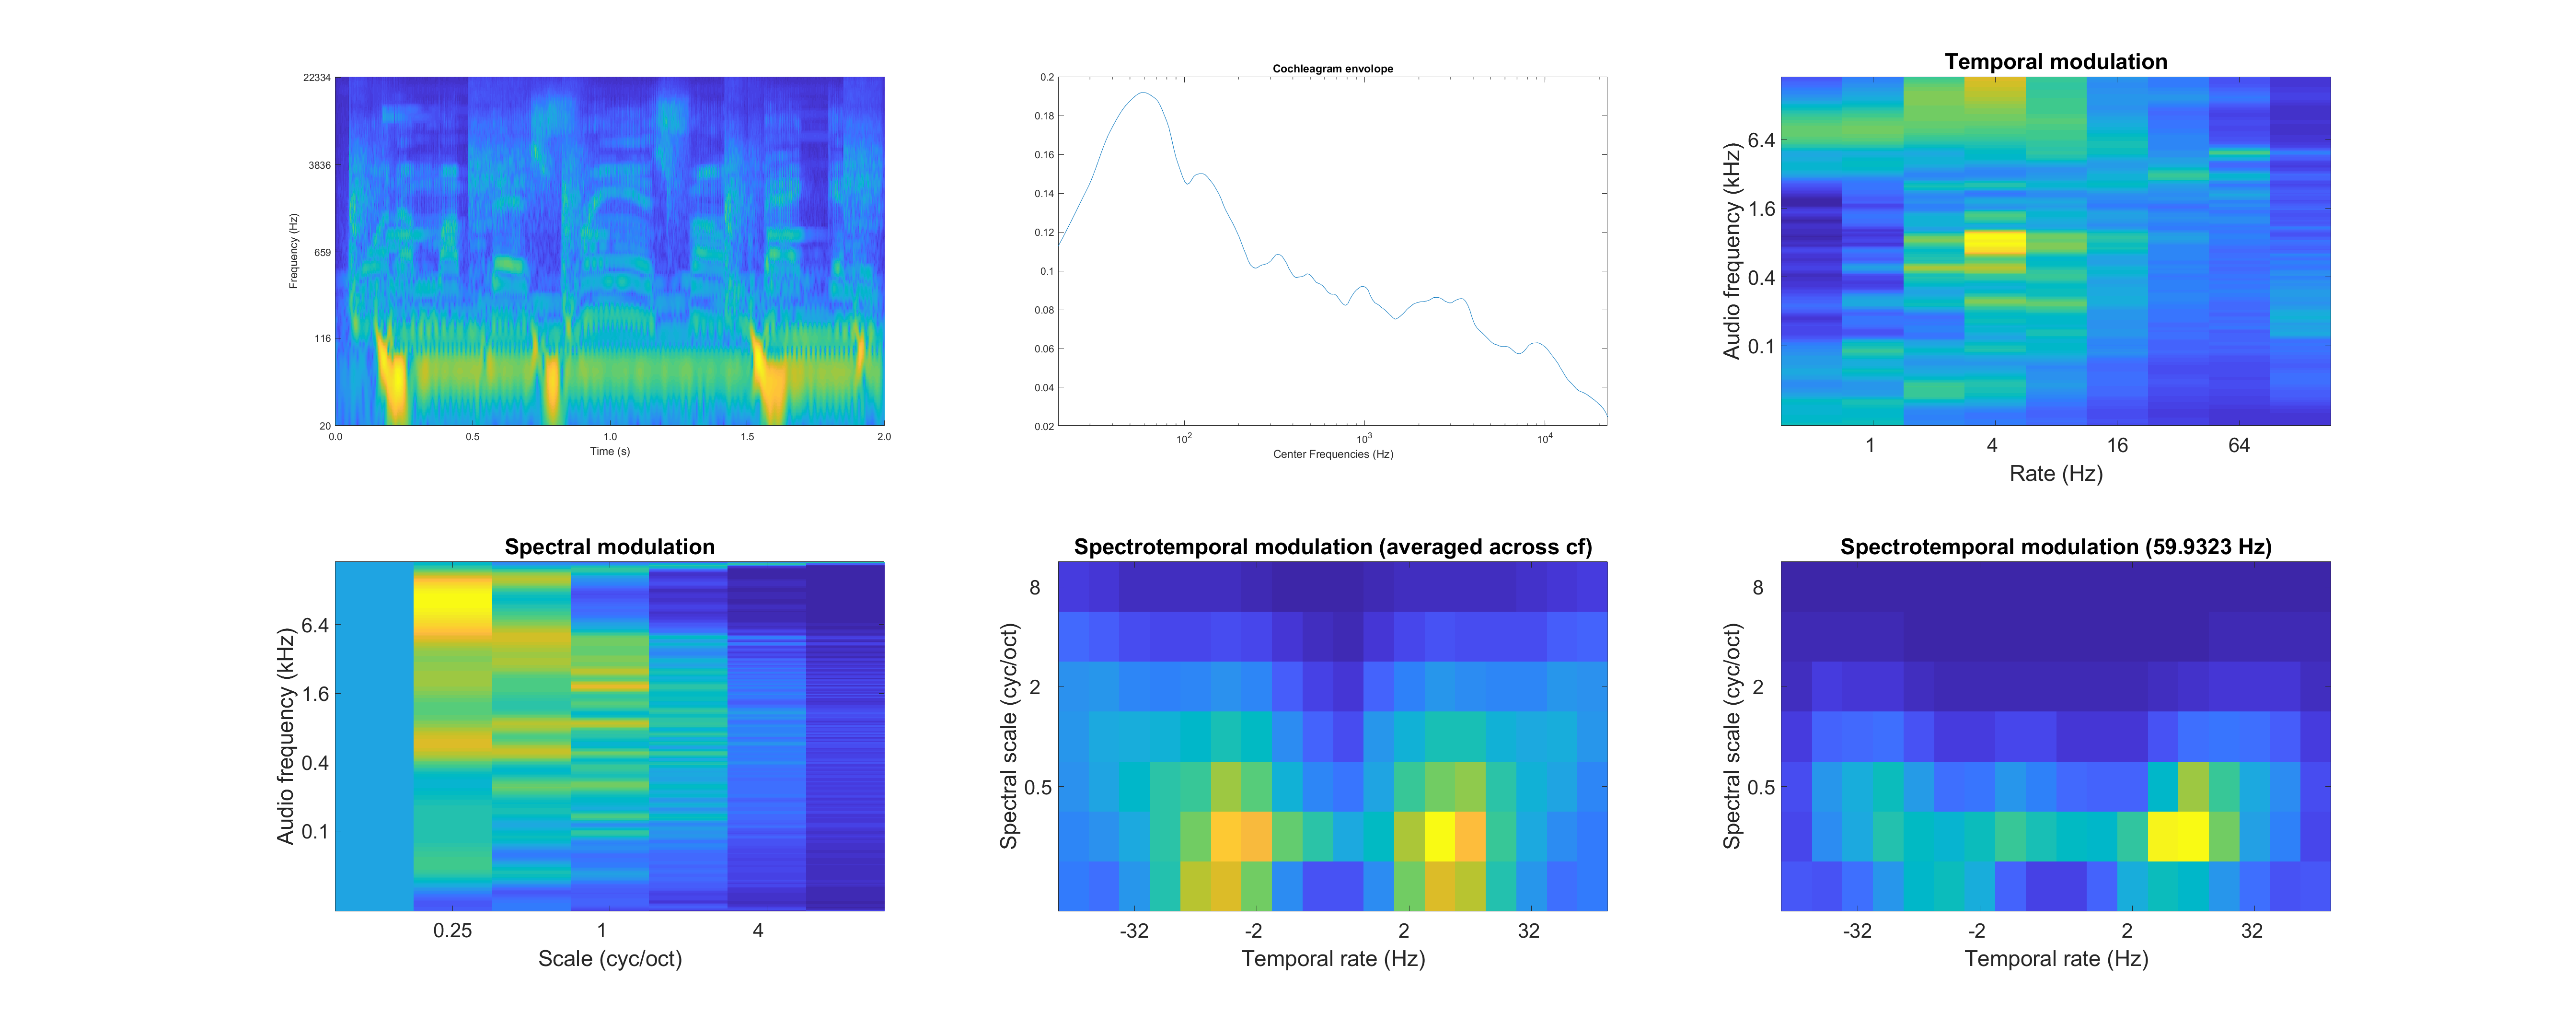 22334
3836
659
116
20
Frequency (Hz)
0.0 0.5 1.0 1.5 2.0
Time (s)
Cochleagram envolope
0.2
0.18
0.16
0.14
0.12
0.1
0.08
0.06
0.04
0.02
10^2 10^3 10^4
Center Frequencies (Hz)
Temporal modulation
6.4
1.6
0.4
0.1
Audio frequency (kHz)
1 4 16 64
Rate (Hz)
Spectral modulation
6.4
1.6
0.4
0.1
Audio frequency (kHz)
0.25 1 4
Scale (cyc/oct)
Spectrotemporal modulation (averaged across cf)
8
2
0.5
Spectral scale (cyc/oct)
-32 -2 2 32
Temporal rate (Hz)
Spectrotemporal modulation (59.9323 Hz)
8
2
0.5
Spectral scale (cyc/oct)
-32 -2 2 32
Temporal rate (Hz)